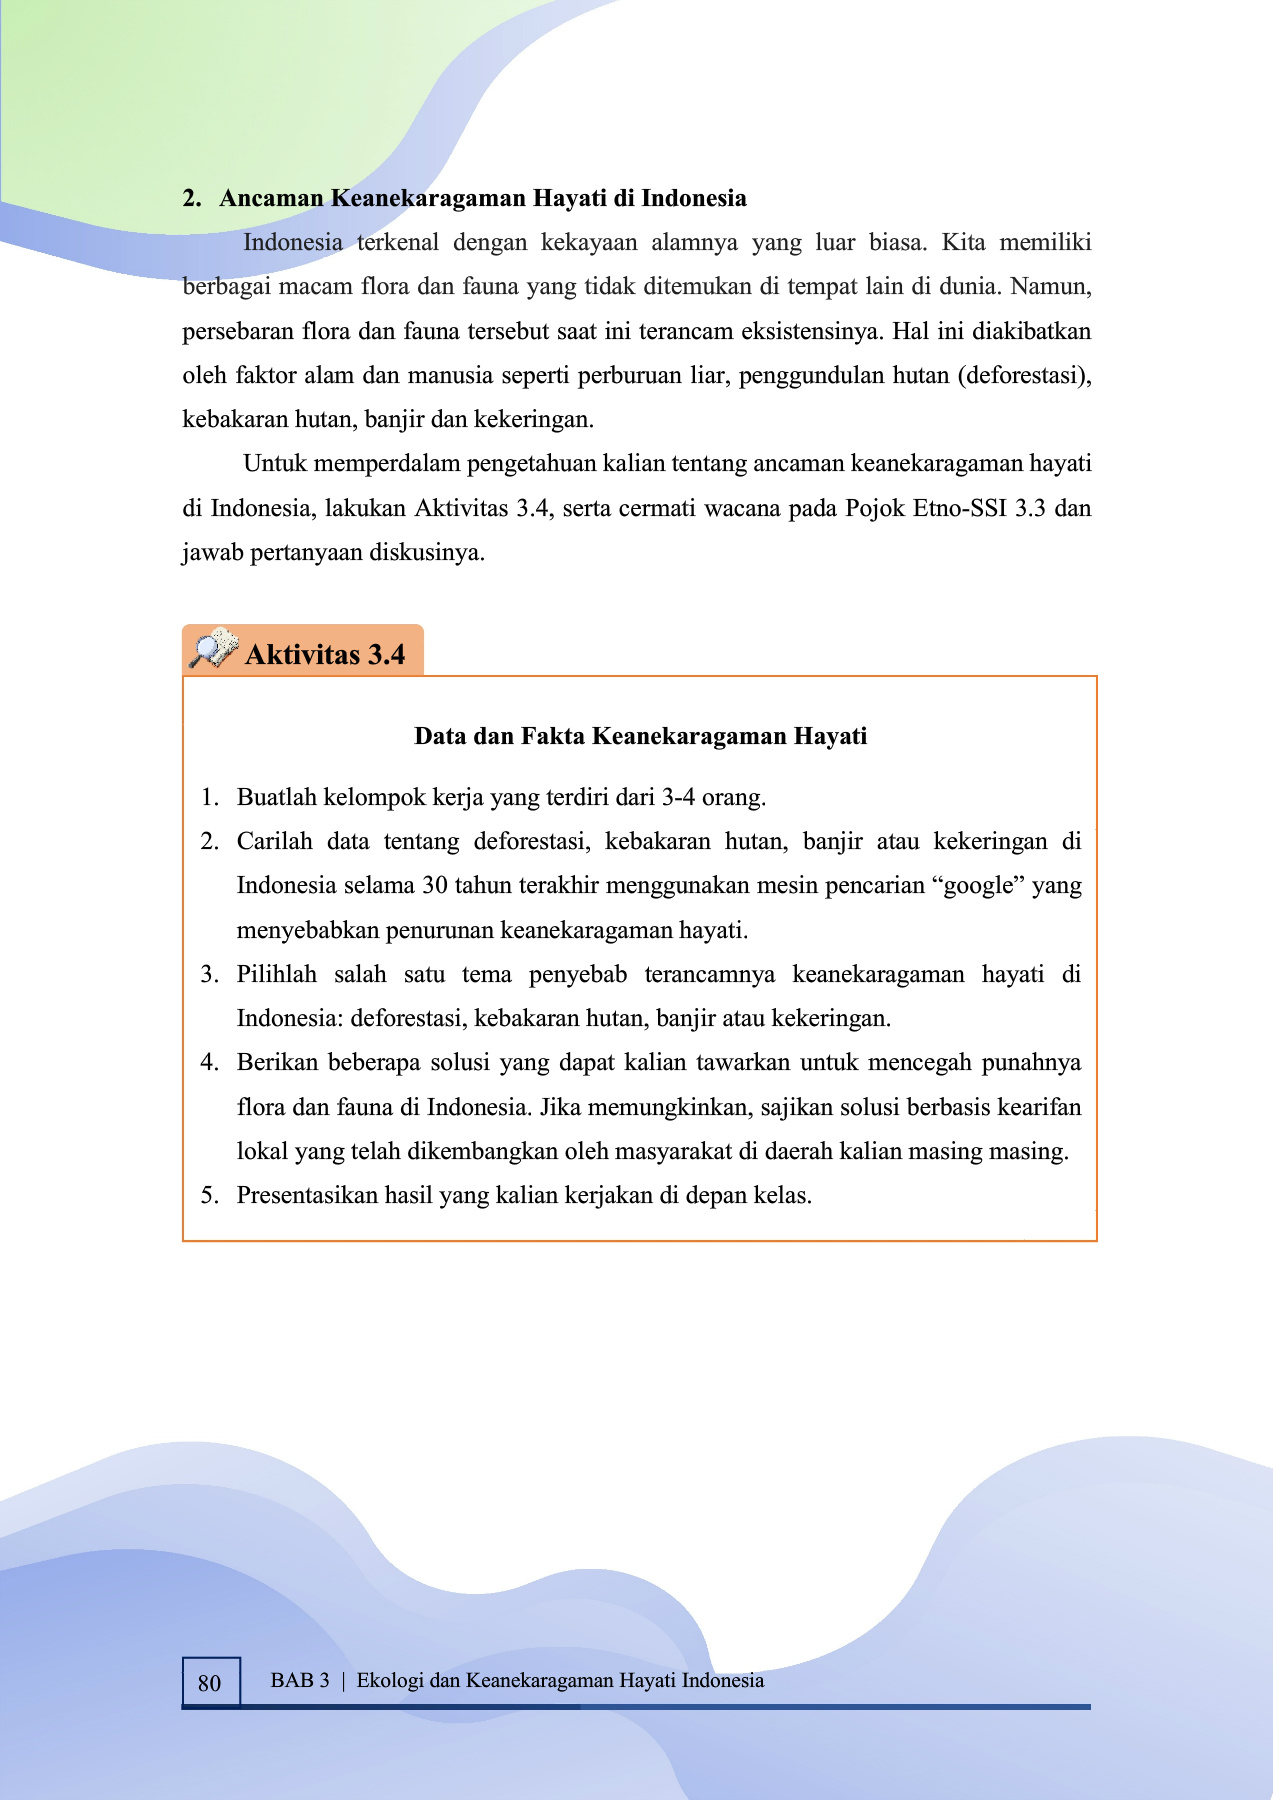 2. Ancaman Keanekaragaman Hayati di Indonesia
Indonesia terkenal dengan kekayaan alamnya yang luar biasa. Kita memiliki
berbagai macam flora dan fauna yang tidak ditemukan di tempat lain di dunia. Namun,
persebaran flora dan fauna tersebut saat ini terancam eksistensinya. Hal ini diakibatkan
oleh faktor alam dan manusia seperti perburuan liar, penggundulan hutan (deforestasi),
kebakaran hutan, banjir dan kekeringan.
Untuk memperdalam pengetahuan kalian tentang ancaman keanekaragaman hayati
di Indonesia, lakukan Aktivitas 3.4, serta cermati wacana pada Pojok Etno-SSI 3.3 dan
jawab pertanyaan diskusinya.
Aktivitas 3.4
Data dan Fakta Keanekaragaman Hayati
1. Buatlah kelompok kerja yang terdiri dari 3-4 orang.
2. Carilah data tentang deforestasi, kebakaran hutan, banjir atau kekeringan di
Indonesia selama 30 tahun terakhir menggunakan mesin pencarian “google” yang
menyebabkan penurunan keanekaragaman hayati.
3. Pilihlah salah satu tema penyebab terancamnya keanekaragaman hayati di
Indonesia: deforestasi, kebakaran hutan, banjir atau kekeringan.
4. Berikan beberapa solusi yang dapat kalian tawarkan untuk mencegah punahnya
flora dan fauna di Indonesia. Jika memungkinkan, sajikan solusi berbasis kearifan
lokal yang telah dikembangkan oleh masyarakat di daerah kalian masing masing.
5. Presentasikan hasil yang kalian kerjakan di depan kelas.
80 BAB 3 | Ekologi dan Keanekaragaman Hayati Indonesia